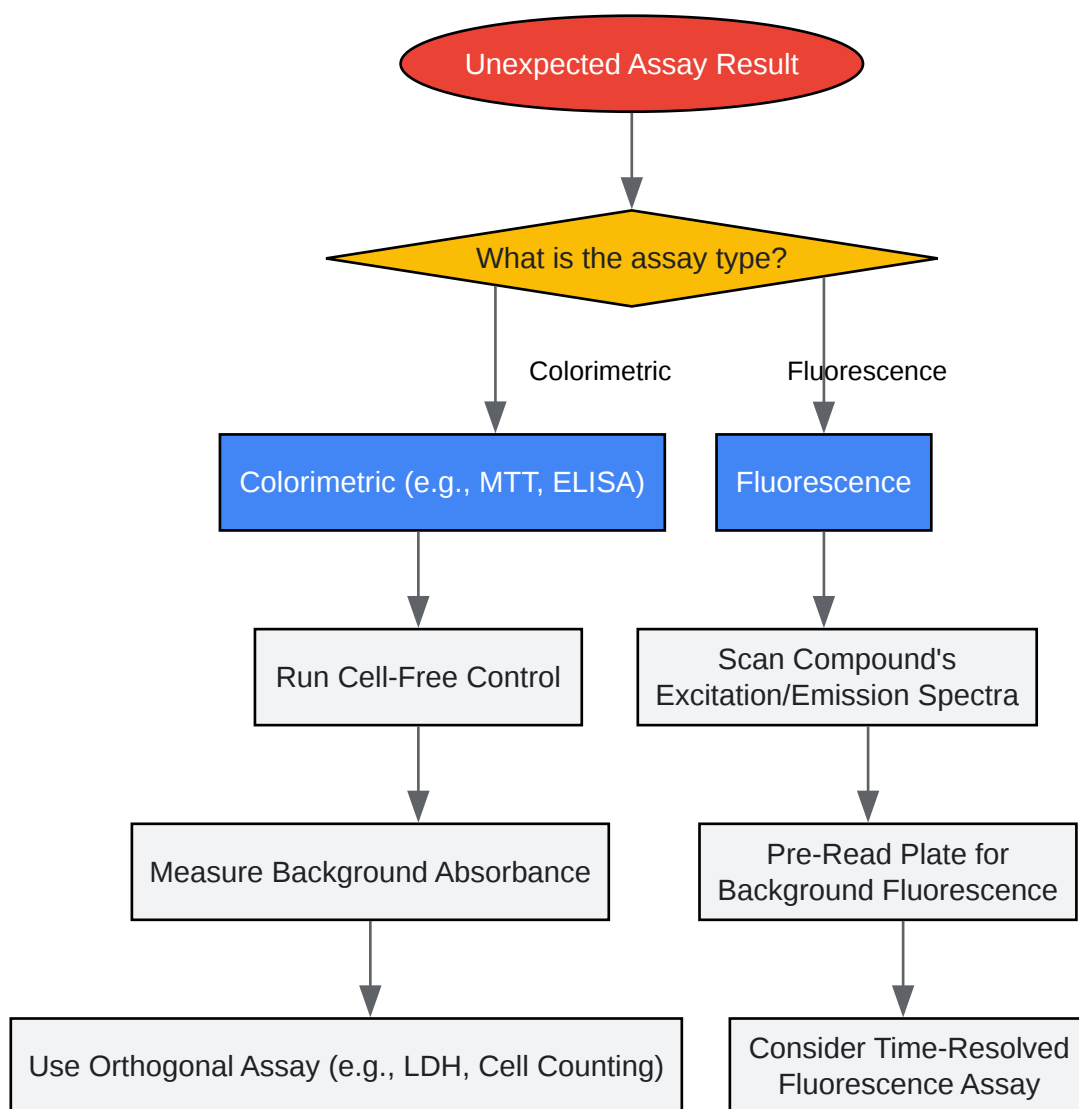 Unexpected Assay Result
What is the assay type?
Colorimetric
Fluorescence
Colorimetric (e.g., MTT, ELISA)
Fluorescence
Run Cell-Free Control
Scan Compound's
Excitation/Emission Spectra
Measure Background Absorbance
Pre-Read Plate for
Background Fluorescence
Use Orthogonal Assay (e.g., LDH, Cell Counting)
Consider Time-Resolved
Fluorescence Assay